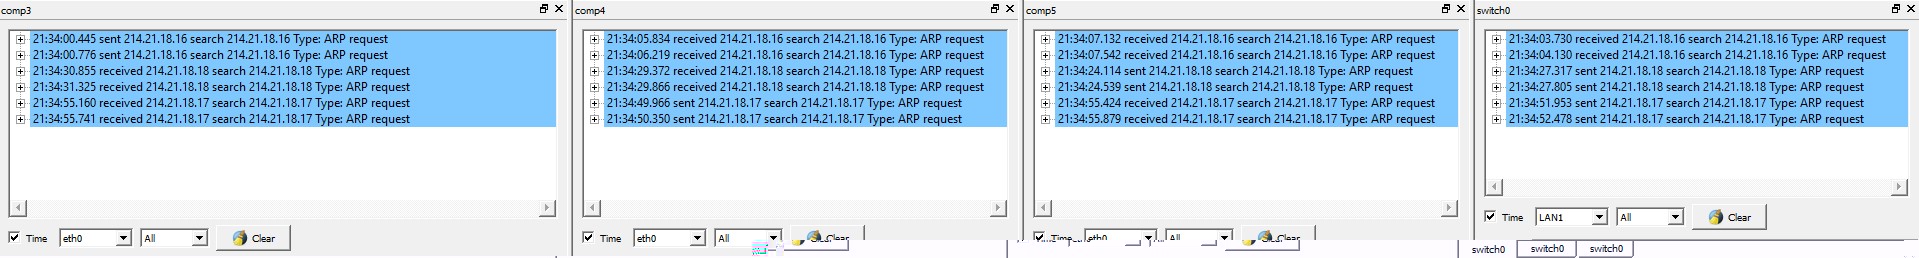 comp3
21:34:00.445 sent 214.21.18.16 search 214.21.18.16 Type: ARP request
21:34:00.776 sent 214.21.18.16 search 214.21.18.16 Type: ARP request
21:34:30.855 received 214.21.18.18 search 214.21.18.18 Type: ARP request
21:34:31.325 received 214.21.18.18 search 214.21.18.18 Type: ARP request
21:34:55.160 received 214.21.18.17 search 214.21.18.17 Type: ARP request
21:34:55.741 received 214.21.18.17 search 214.21.18.17 Type: ARP request
Time eth0 All Clear
comp4
21:34:05.834 received 214.21.18.16 search 214.21.18.16 Type: ARP request
21:34:06.219 received 214.21.18.16 search 214.21.18.16 Type: ARP request
21:34:29.372 received 214.21.18.18 search 214.21.18.18 Type: ARP request
21:34:29.866 received 214.21.18.18 search 214.21.18.18 Type: ARP request
21:34:49.966 sent 214.21.18.17 search 214.21.18.17 Type: ARP request
21:34:50.350 sent 214.21.18.17 search 214.21.18.17 Type: ARP request
Time eth0 All Clear
comp5
21:34:07.132 received 214.21.18.16 search 214.21.18.16 Type: ARP request
21:34:07.542 received 214.21.18.16 search 214.21.18.16 Type: ARP request
21:34:24.114 sent 214.21.18.18 search 214.21.18.18 Type: ARP request
21:34:24.539 sent 214.21.18.18 search 214.21.18.18 Type: ARP request
21:34:55.424 received 214.21.18.17 search 214.21.18.17 Type: ARP request
21:34:55.879 received 214.21.18.17 search 214.21.18.17 Type: ARP request
Time eth0 All Clear
switch0
21:34:03.730 received 214.21.18.16 search 214.21.18.16 Type: ARP request
21:34:04.130 received 214.21.18.16 search 214.21.18.16 Type: ARP request
21:34:27.317 sent 214.21.18.18 search 214.21.18.18 Type: ARP request
21:34:27.805 sent 214.21.18.18 search 214.21.18.18 Type: ARP request
21:34:51.953 sent 214.21.18.17 search 214.21.18.17 Type: ARP request
21:34:52.478 sent 214.21.18.17 search 214.21.18.17 Type: ARP request
Time LAN1 All Clear
switch0 switch0 switch0